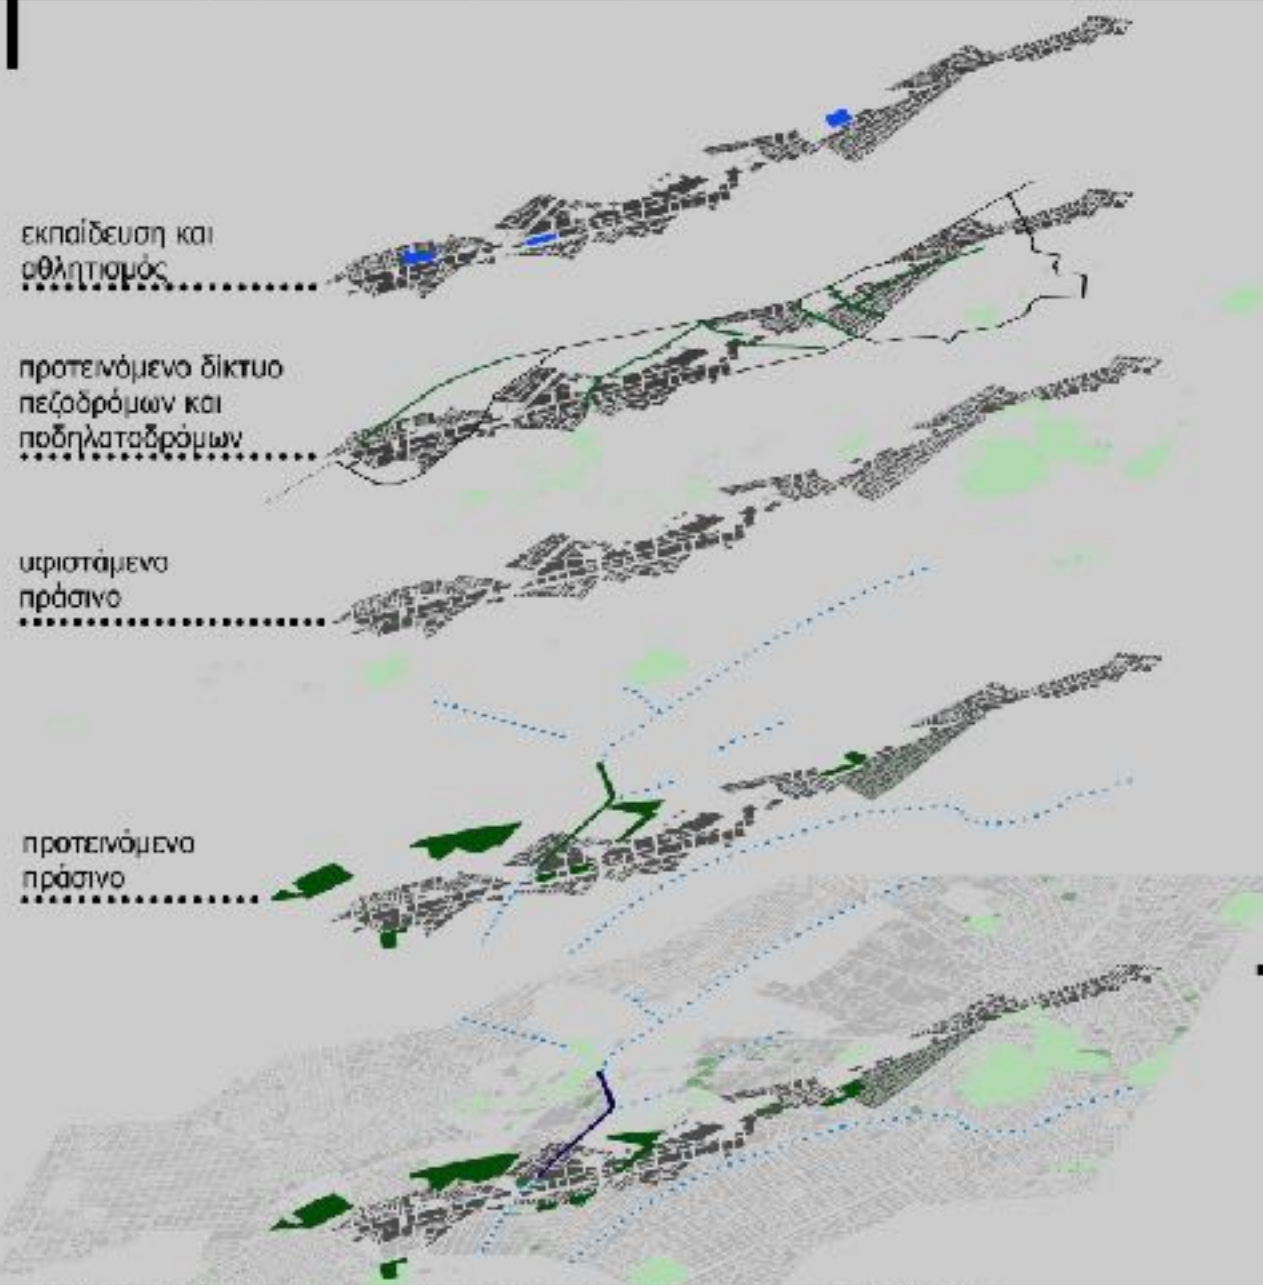 εκπαίδευση και
αθλητισμός
προτεινόμενο δίκτυο
πεζοδρόμων και
ποδηλατοδρόμων
υφιστάμενο
πράσινο
προτεινόμενο
πράσινο